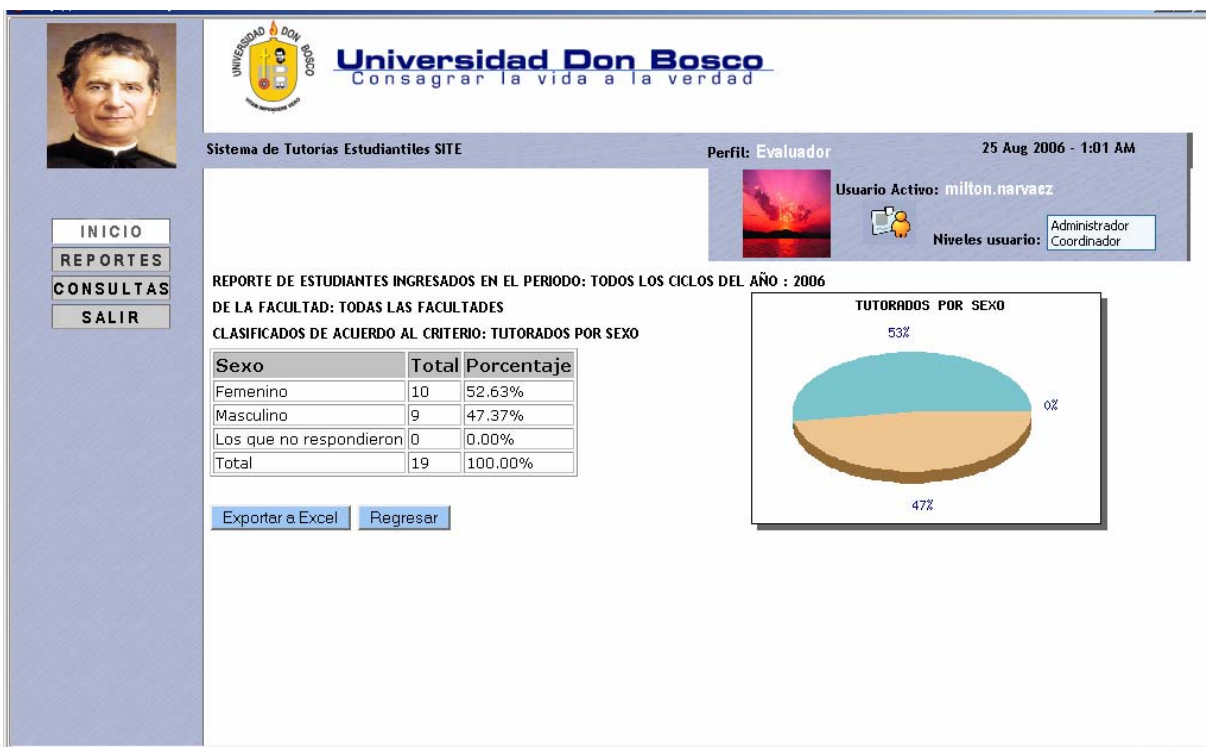 UNIVERSIDAD DON BOSCO
Universidad Don Bosco
Consagrar la vida a la verdad
Sistema de Tutorías Estudiantiles SITE
Perfil: Evaluador
25 Aug 2006 - 1:01 AM
Usuario Activo: milton.narvaez
Niveles usuario:
Administrador
Coordinador
INICIO
REPORTES
CONSULTAS
SALIR
REPORTE DE ESTUDIANTES INGRESADOS EN EL PERIODO: TODOS LOS CICLOS DEL AÑO : 2006
DE LA FACULTAD: TODAS LAS FACULTADES
CLASIFICADOS DE ACUERDO AL CRITERIO: TUTORADOS POR SEXO
Sexo Total Porcentaje
Femenino 10 52.63%
Masculino 9 47.37%
Los que no respondieron 0 0.00%
Total 19 100.00%
Exportar a Excel Regresar
TUTORADOS POR SEXO
53%
0%
47%